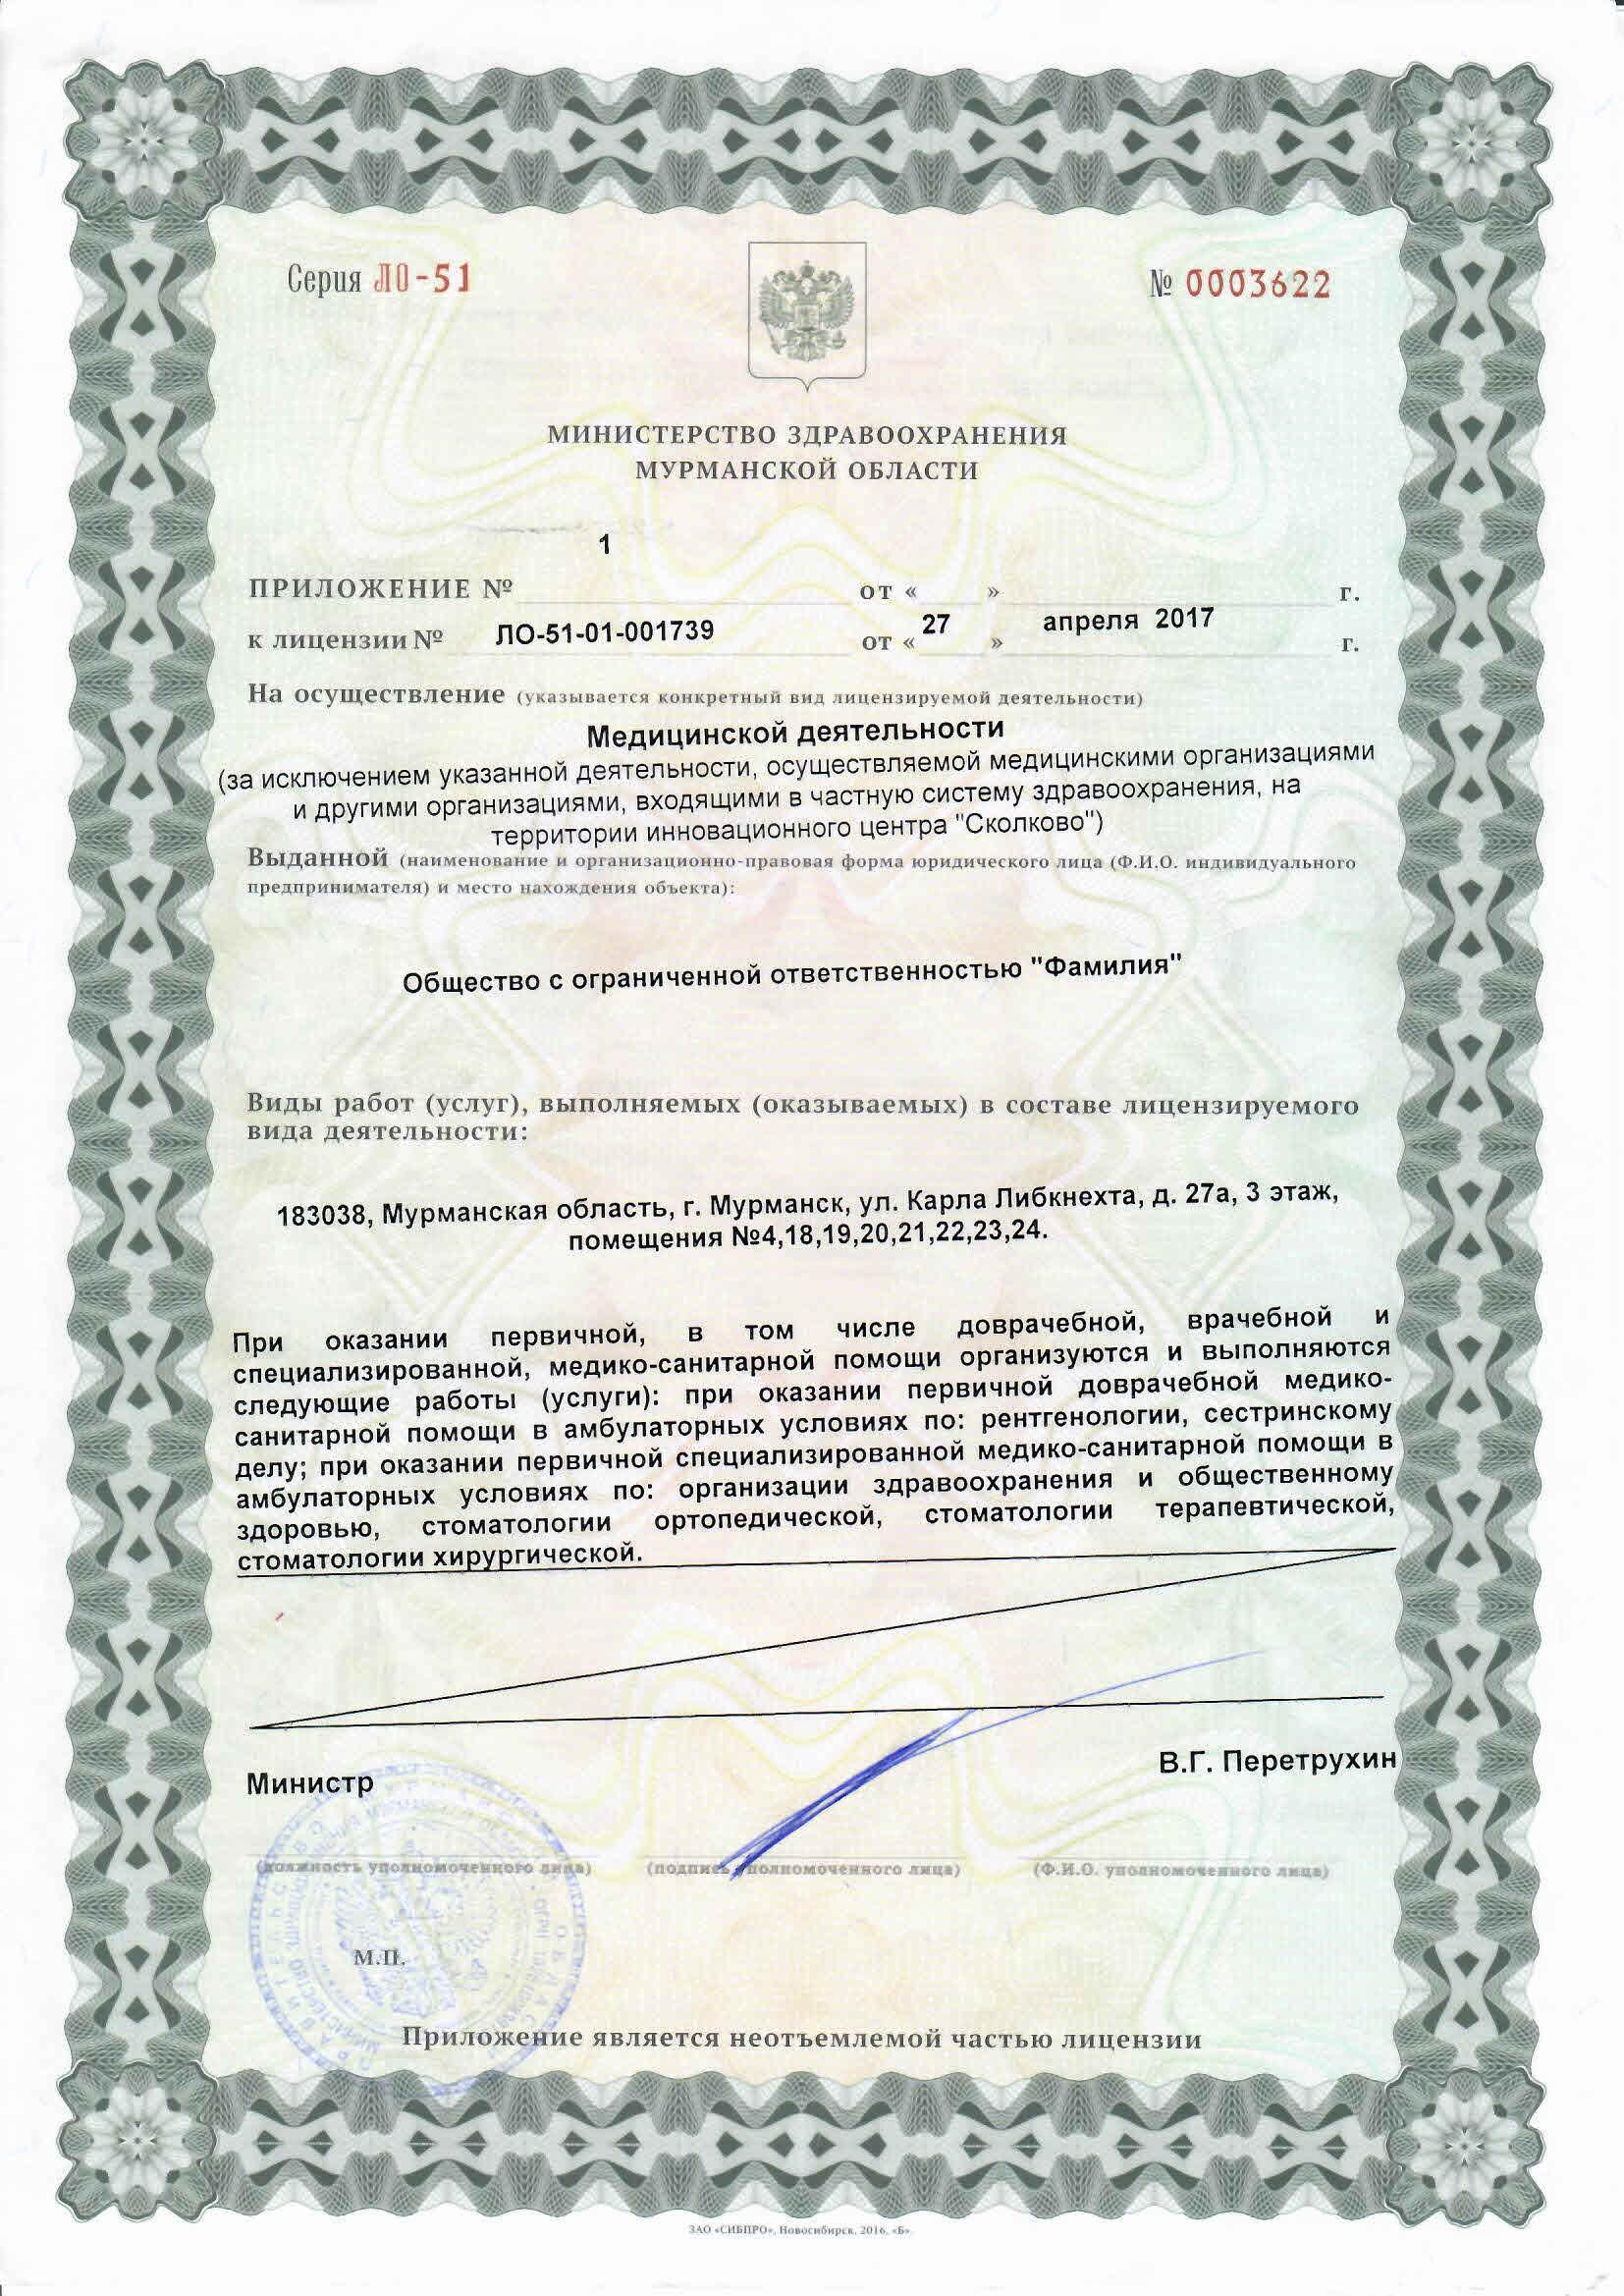 Серия ЛО-51
№ 0003622
МИНИСТЕРСТВО ЗДРАВООХРАНЕНИЯ
МУРМАНСКОЙ ОБЛАСТИ
1
ПРИЛОЖЕНИЕ № от « » г.
к лицензии № ЛО-51-01-001739 от « 27 » апреля 2017 г.
На осуществление (указывается конкретный вид лицензируемой деятельности)
Медицинской деятельности
(за исключением указанной деятельности, осуществляемой медицинскими организациями
и другими организациями, входящими в частную систему здравоохранения, на
территории инновационного центра "Сколково")
Выданной (наименование и организационно-правовая форма юридического лица (Ф.И.О. индивидуального
предпринимателя) и место нахождения объекта):
Общество с ограниченной ответственностью "Фамилия"
Виды работ (услуг), выполняемых (оказываемых) в составе лицензируемого
вида деятельности:
183038, Мурманская область, г. Мурманск, ул. Карла Либкнехта, д. 27а, 3 этаж,
помещения №4,18,19,20,21,22,23,24.
При оказании первичной, в том числе доврачебной, врачебной и
специализированной, медико-санитарной помощи организуются и выполняются
следующие работы (услуги): при оказании первичной доврачебной медико-
санитарной помощи в амбулаторных условиях по: рентгенологии, сестринскому
делу; при оказании первичной специализированной медико-санитарной помощи в
амбулаторных условиях по: организации здравоохранения и общественному
здоровью, стоматологии ортопедической, стоматологии терапевтической,
стоматологии хирургической.
Министр
В.Г. Перетрухин
(должность уполномоченного лица) (подпись уполномоченного лица) (Ф.И.О. уполномоченного лица)
М.П.
Приложение является неотъемлемой частью лицензии
ЗАО «СИБПРО», Новосибирск, 2016, «Б».